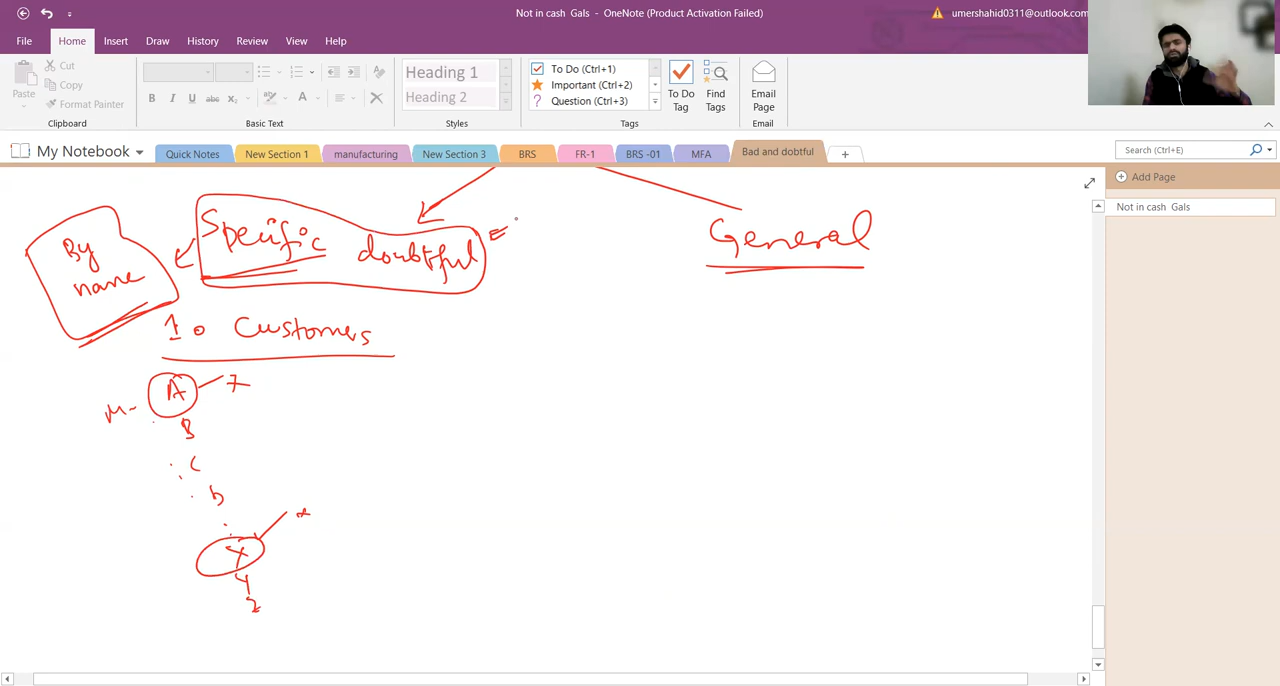 Not in cash Gals - OneNote (Product Activation Failed)
umershahid0311@outlook.com
File Home Insert Draw History Review View Help
Paste
Cut
Copy
Format Painter
Clipboard
B I U abc X₂ A
Basic Text
Heading 1
Heading 2
Styles
To Do (Ctrl+1)
Important (Ctrl+2)
Question (Ctrl+3)
To Do Tag
Find Tags
Tags
Email Page
Email
My Notebook
Quick Notes New Section 1 manufacturing New Section 3 BRS FR-1 BRS -01 MFA Bad and doubtful
Search (Ctrl+E)
Add Page
Not in cash Gals
By name
Specific doubtful
General
1. Customers
A
B
C
D
X
Y
Z